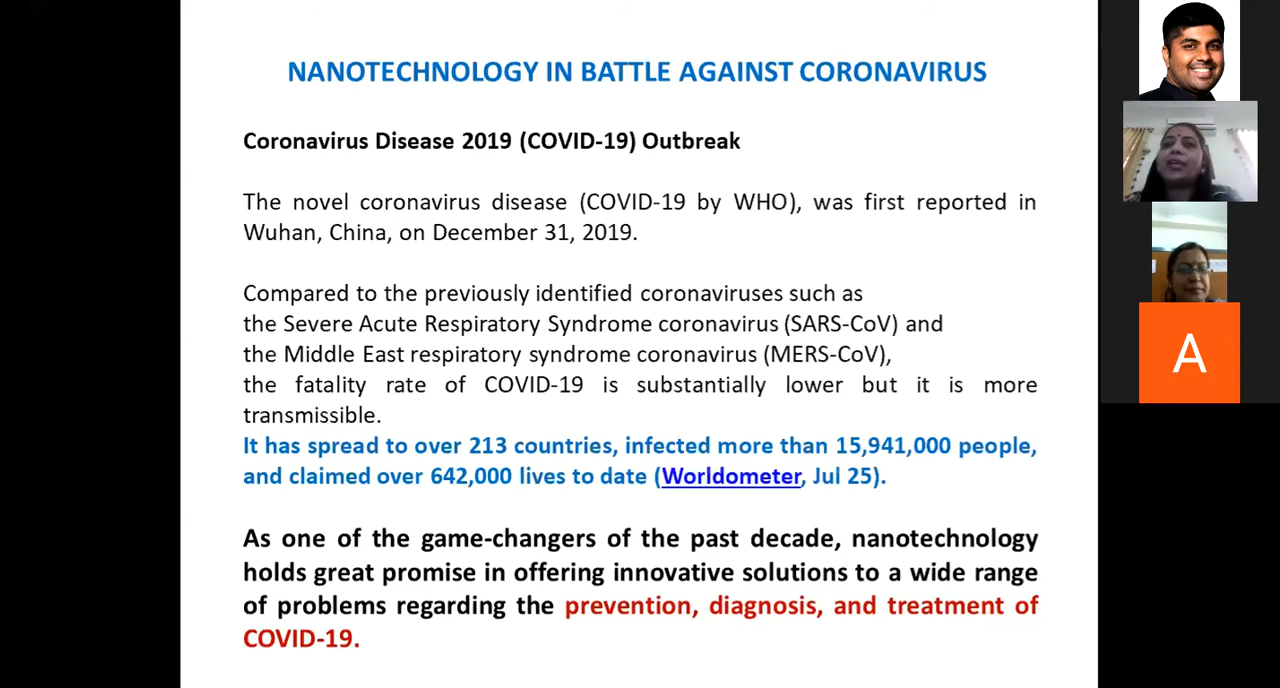 NANOTECHNOLOGY IN BATTLE AGAINST CORONAVIRUS
Coronavirus Disease 2019 (COVID-19) Outbreak
The novel coronavirus disease (COVID-19 by WHO), was first reported in
Wuhan, China, on December 31, 2019.
Compared to the previously identified coronaviruses such as
the Severe Acute Respiratory Syndrome coronavirus (SARS-CoV) and
the Middle East respiratory syndrome coronavirus (MERS-CoV),
the fatality rate of COVID-19 is substantially lower but it is more
transmissible.
It has spread to over 213 countries, infected more than 15,941,000 people,
and claimed over 642,000 lives to date (Worldometer, Jul 25).
As one of the game-changers of the past decade, nanotechnology
holds great promise in offering innovative solutions to a wide range
of problems regarding the prevention, diagnosis, and treatment of
COVID-19.
A